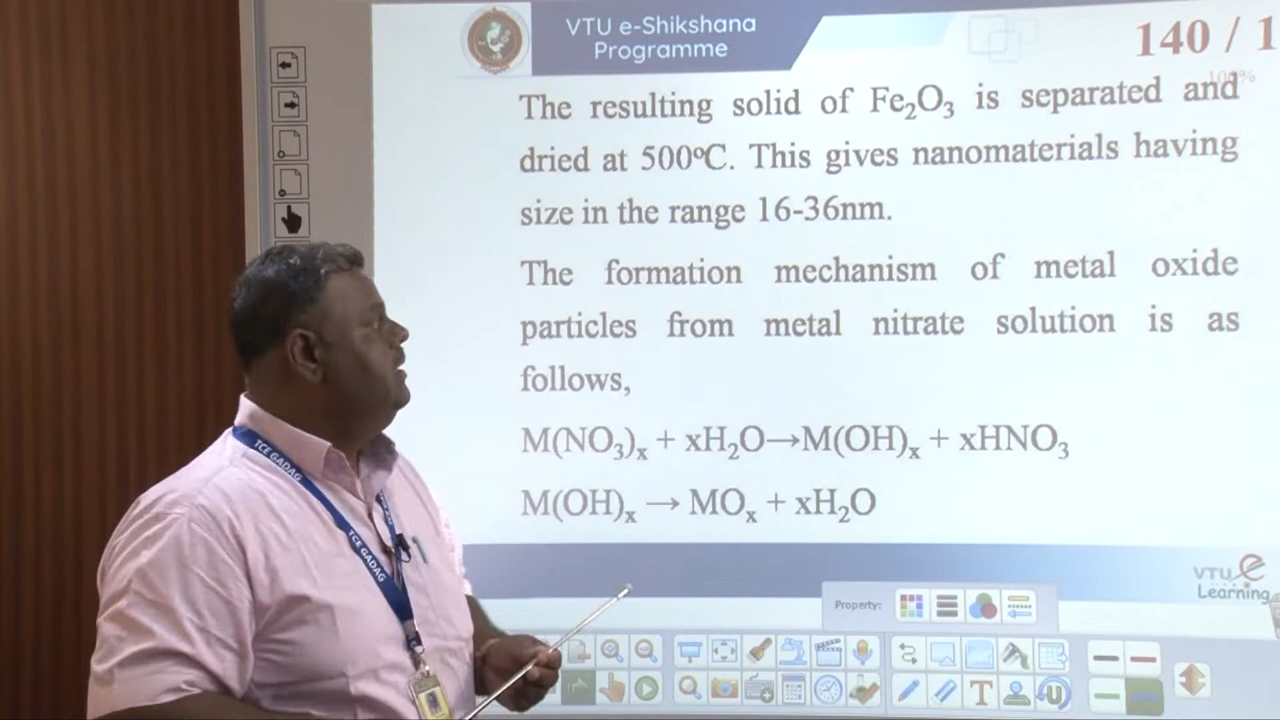 VTU e-Shikshana
Programme
140 / 1
100%
The resulting solid of Fe₂O₃ is separated and
dried at 500ºC. This gives nanomaterials having
size in the range 16-36nm.
The formation mechanism of metal oxide
particles from metal nitrate solution is as
follows,
M(NO₃)ₓ + xH₂O→M(OH)ₓ + xHNO₃
M(OH)ₓ → MOₓ + xH₂O
TCE GADAG
TCE GADAG
VTU e
Learning
Property: